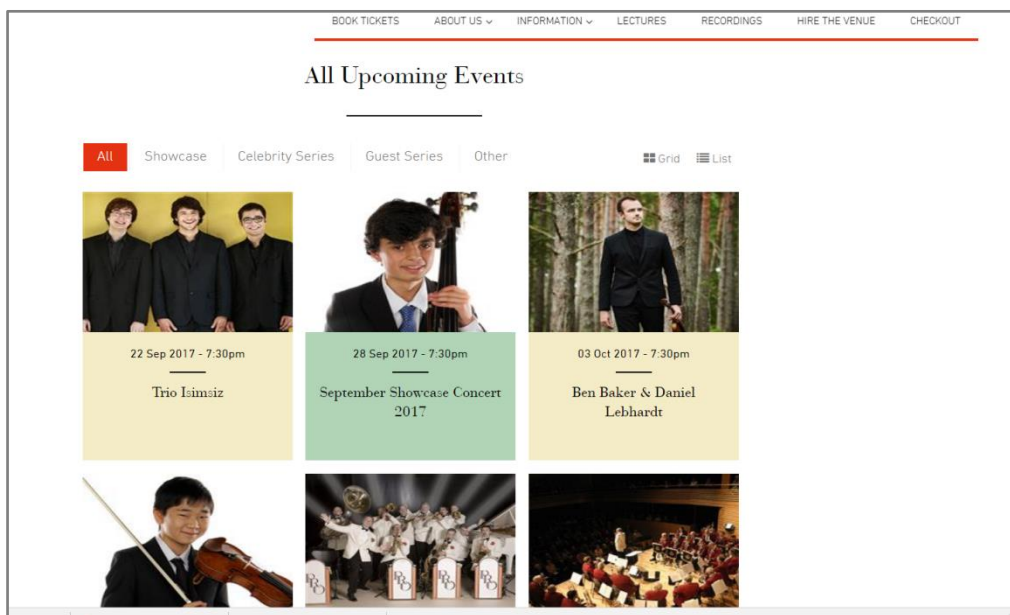 BOOK TICKETS ABOUT US INFORMATION LECTURES RECORDINGS HIRE THE VENUE CHECKOUT
All Upcoming Events
All Showcase Celebrity Series Guest Series Other Grid List
22 Sep 2017 - 7:30pm
Trio Isimsiz
28 Sep 2017 - 7:30pm
September Showcase Concert
2017
03 Oct 2017 - 7:30pm
Ben Baker & Daniel
Lebhardt